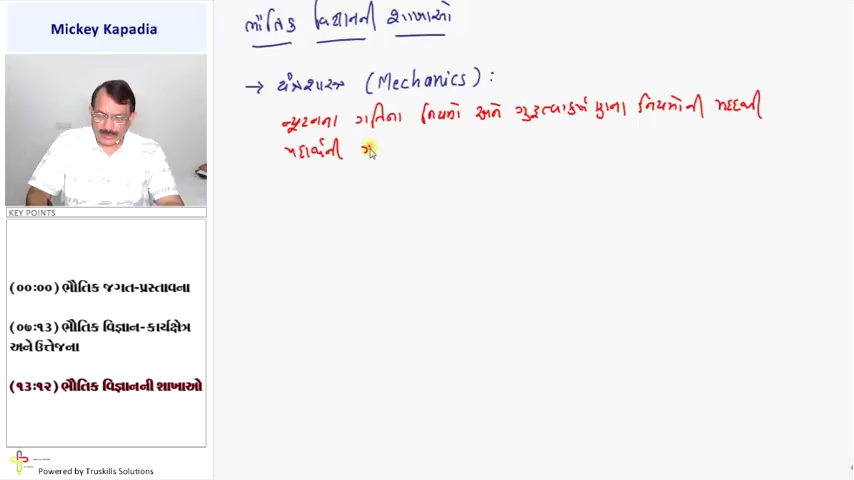 Mickey Kapadia
KEY POINTS
(૦૦:૦૦) ભૌતિક જગત-પ્રસ્તાવના
(૦૭:૧૩) ભૌતિક વિજ્ઞાન-કાર્યક્ષેત્ર
અને ઉત્તેજના
(૧૩:૧૨) ભૌતિક વિજ્ઞાનની શાખાઓ
Powered by Truskills Solutions
ભૌતિક વિજ્ઞાનની શાખાઓ
→ યંત્રશાસ્ત્ર (Mechanics) :
ન્યૂટનના ગતિના નિયમો અને ગુરુત્વાકર્ષણના નિયમોની મદદથી
પદાર્થની ગ